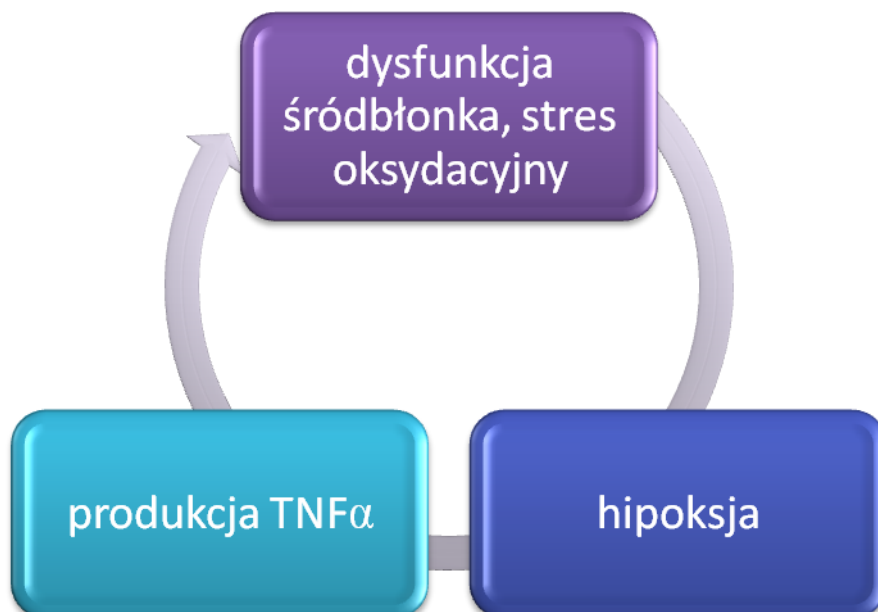 dysfunkcja
śródbłonka, stres
oksydacyjny
produkcja TNFα
hipoksja